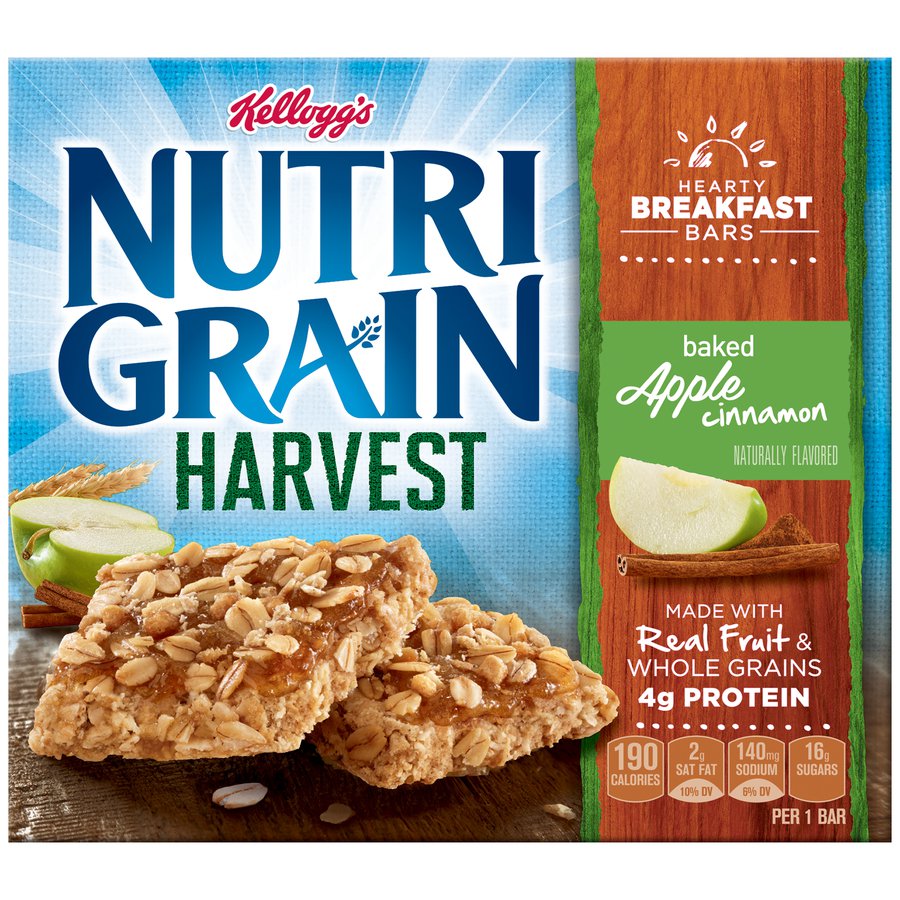 Kellogg's
NUTRI
GRAIN
HARVEST
HEARTY
BREAKFAST
BARS
baked
Apple
cinnamon
NATURALLY FLAVORED
MADE WITH
Real Fruit &
WHOLE GRAINS
4g PROTEIN
190
CALORIES
2g
SAT FAT
10% DV
140mg
SODIUM
6% DV
16g
SUGARS
PER 1 BAR